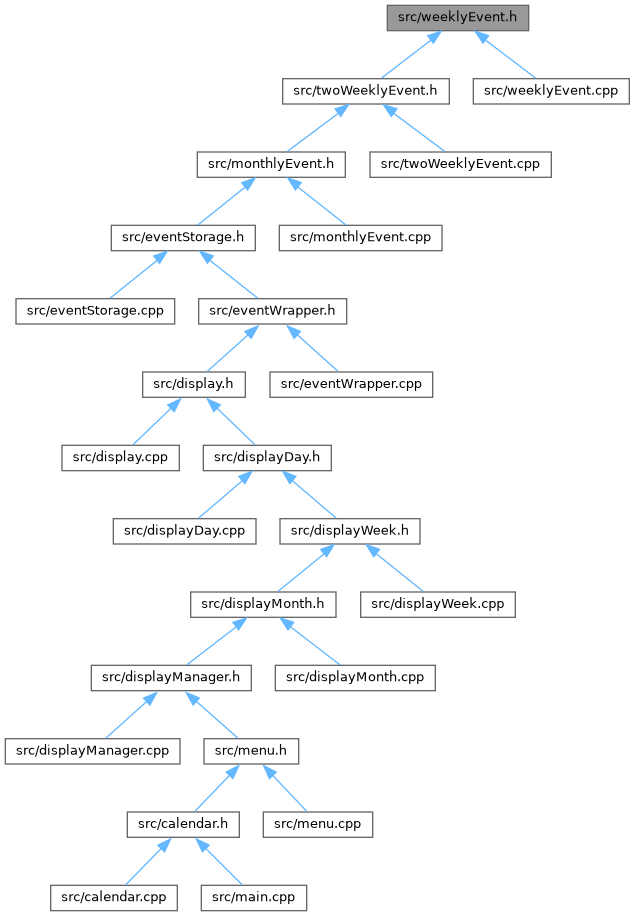 src/weeklyEvent.h
src/twoWeeklyEvent.h
src/weeklyEvent.cpp
src/monthlyEvent.h
src/twoWeeklyEvent.cpp
src/eventStorage.h
src/monthlyEvent.cpp
src/eventStorage.cpp
src/eventWrapper.h
src/display.h
src/eventWrapper.cpp
src/display.cpp
src/displayDay.h
src/displayDay.cpp
src/displayWeek.h
src/displayMonth.h
src/displayWeek.cpp
src/displayManager.h
src/displayMonth.cpp
src/displayManager.cpp
src/menu.h
src/calendar.h
src/menu.cpp
src/calendar.cpp
src/main.cpp